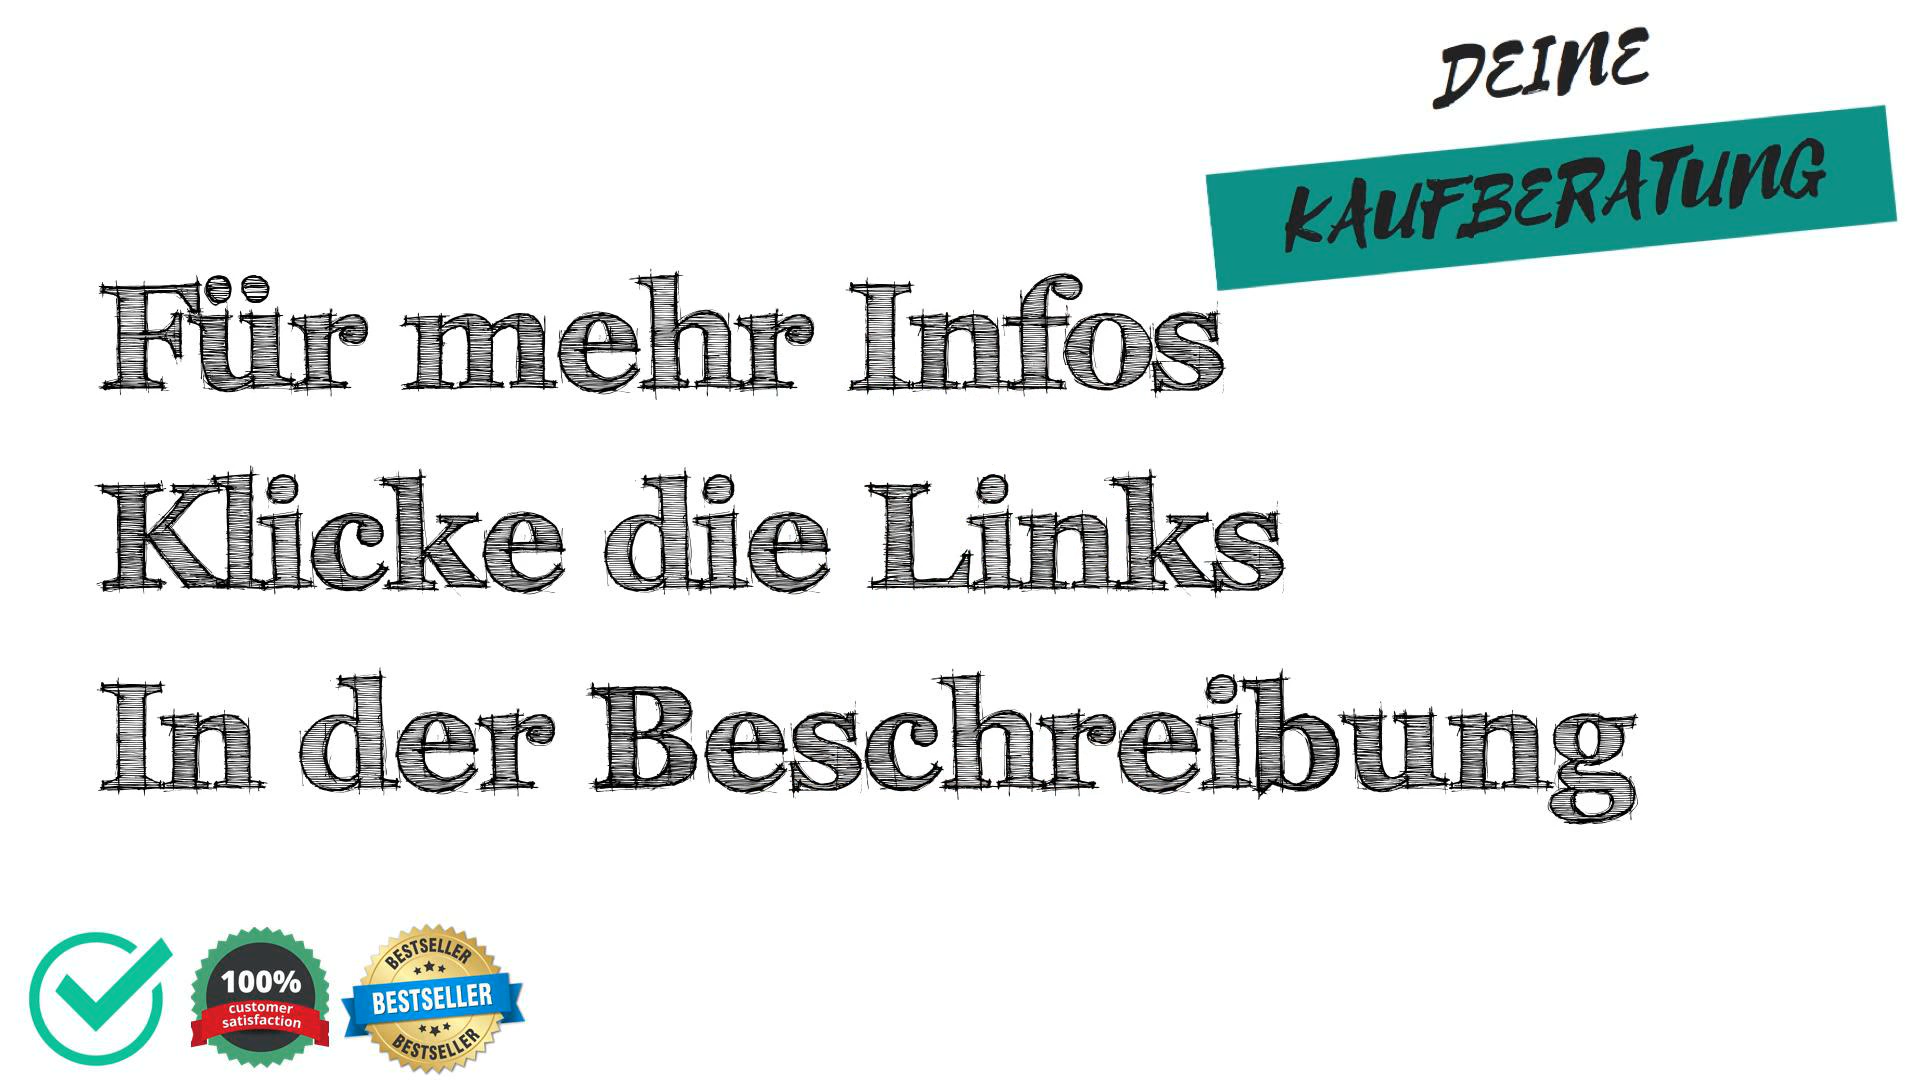 DEINE
KAUFBERATUNG
Für mehr Infos
Klicke die Links
In der Beschreibung
100%
customer
satisfaction
BESTSELLER
BESTSELLER
BESTSELLER